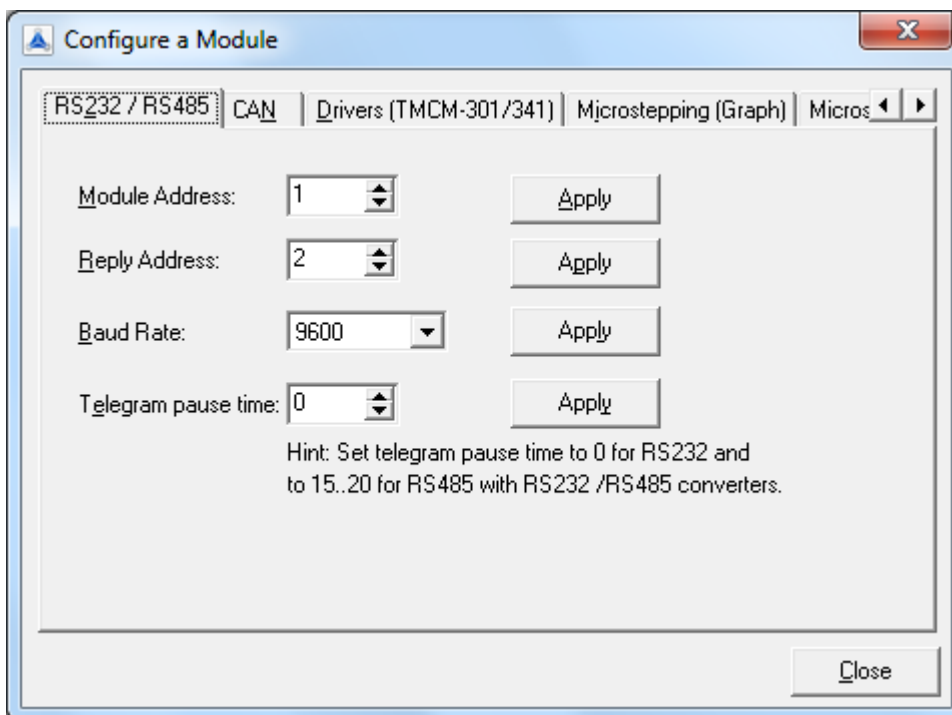 Configure a Module
RS232 / RS485 CAN Drivers (TMCM-301/341) Microstepping (Graph) Micros
Module Address: 1 Apply
Reply Address: 2 Apply
Baud Rate: 9600 Apply
Telegram pause time: 0 Apply
Hint: Set telegram pause time to 0 for RS232 and
to 15..20 for RS485 with RS232 /RS485 converters.
Close